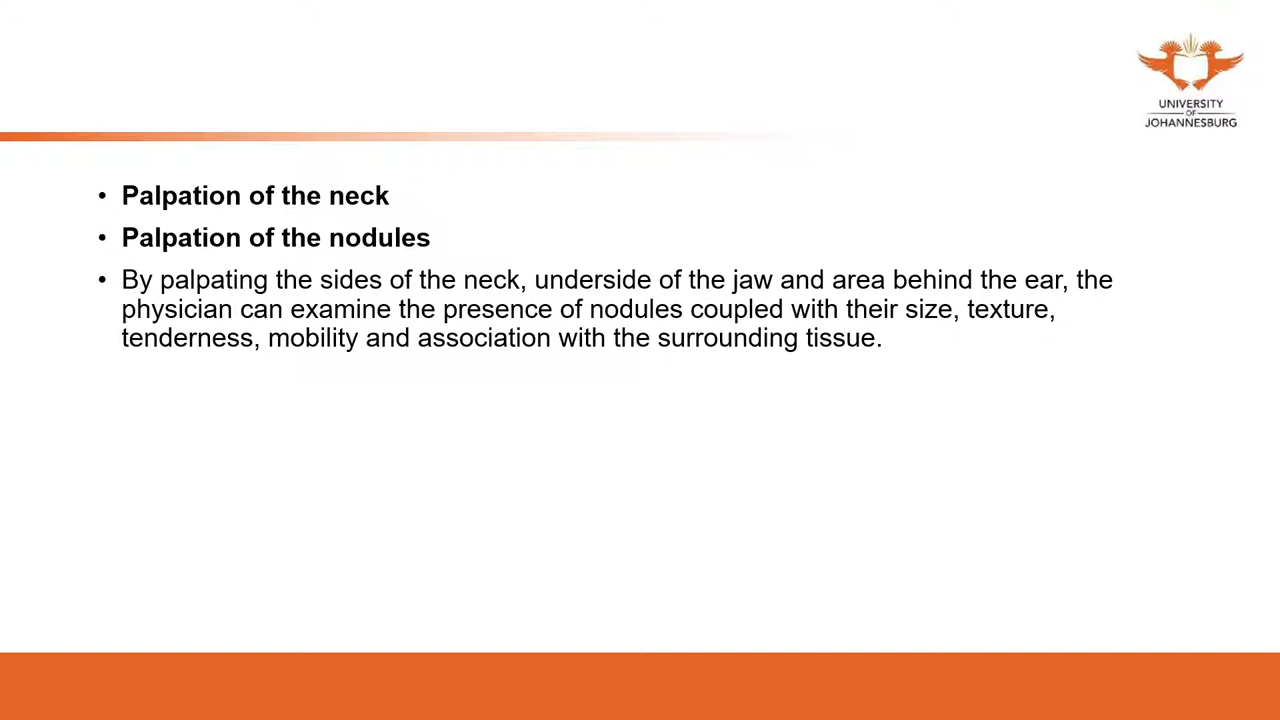 UNIVERSITY
OF
JOHANNESBURG
• Palpation of the neck
• Palpation of the nodules
• By palpating the sides of the neck, underside of the jaw and area behind the ear, the
physician can examine the presence of nodules coupled with their size, texture,
tenderness, mobility and association with the surrounding tissue.